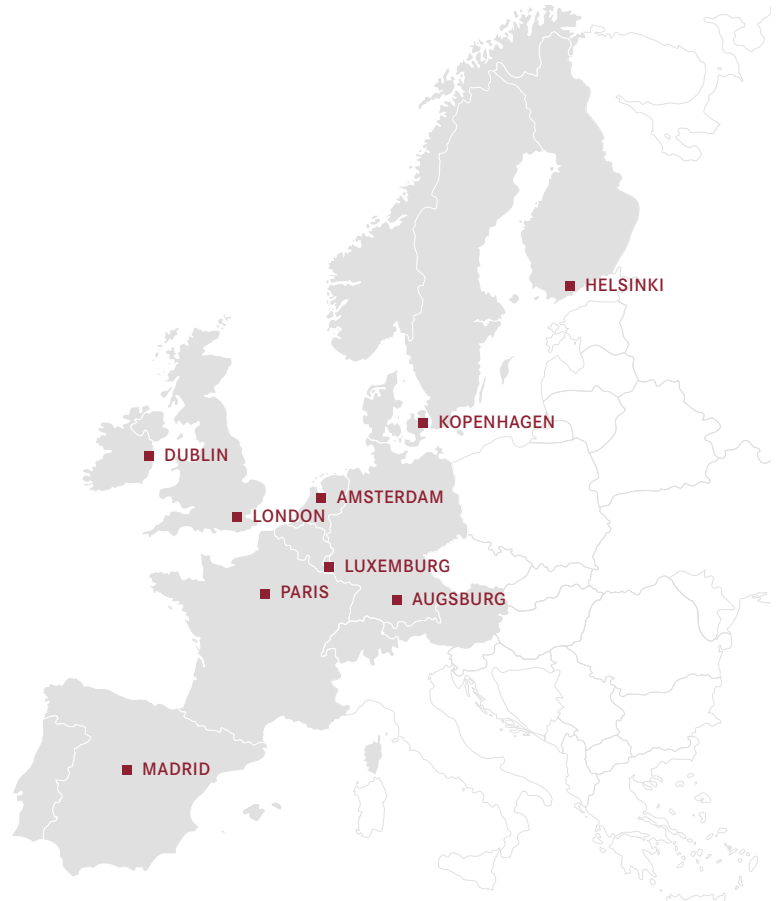 HELSINKI
KOPENHAGEN
DUBLIN
AMSTERDAM
LONDON
LUXEMBURG
PARIS
AUGSBURG
MADRID